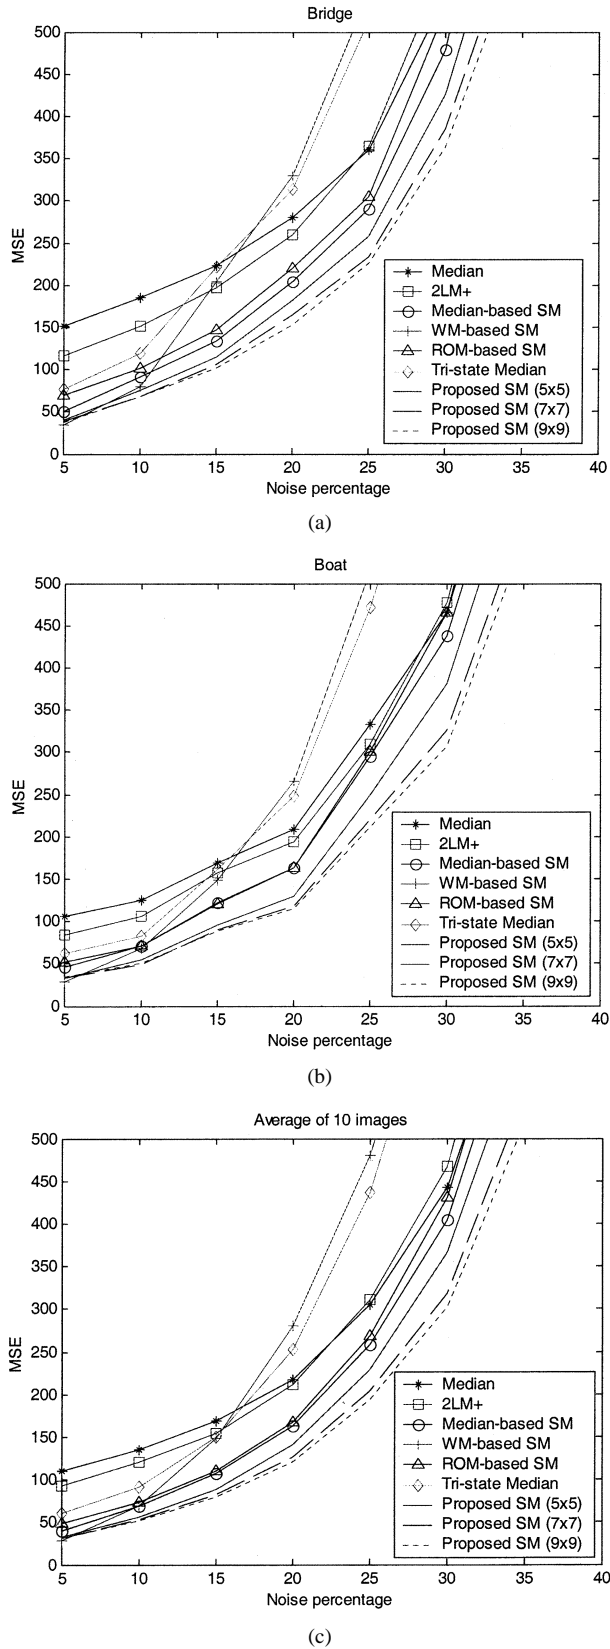 Bridge
500
450
400
350
300
250
200
150
100
50
0
MSE
Median
2LM+
Median-based SM
WM-based SM
ROM-based SM
Tri-state Median
Proposed SM (5x5)
Proposed SM (7x7)
Proposed SM (9x9)
5 10 15 20 25 30 35 40
Noise percentage
(a)
Boat
500
450
400
350
300
250
200
150
100
50
0
MSE
Median
2LM+
Median-based SM
WM-based SM
ROM-based SM
Tri-state Median
Proposed SM (5x5)
Proposed SM (7x7)
Proposed SM (9x9)
5 10 15 20 25 30 35 40
Noise percentage
(b)
Average of 10 images
500
450
400
350
300
250
200
150
100
50
0
MSE
Median
2LM+
Median-based SM
WM-based SM
ROM-based SM
Tri-state Median
Proposed SM (5x5)
Proposed SM (7x7)
Proposed SM (9x9)
5 10 15 20 25 30 35 40
Noise percentage
(c)